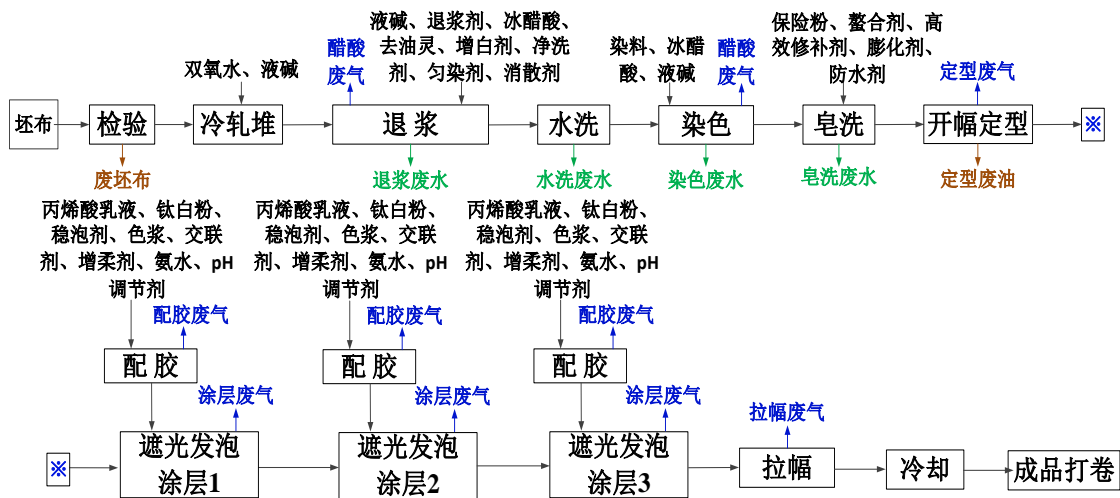 液碱、退浆剂、冰醋酸、
去油灵、增白剂、净洗
剂、匀染剂、消散剂
醋酸
废气
双氧水、液碱
染料、冰醋
酸、液碱
醋酸
废气
保险粉、螯合剂、高
效修补剂、膨化剂、
防水剂
定型废气
坯布
检验
冷轧堆
退 浆
水洗
染色
皂洗
开幅定型
※
废坯布
退浆废水
水洗废水
染色废水
皂洗废水
定型废油
丙烯酸乳液、钛白粉、
稳泡剂、色浆、交联
剂、增柔剂、氨水、pH
调节剂
丙烯酸乳液、钛白粉、
稳泡剂、色浆、交联
剂、增柔剂、氨水、pH
调节剂
丙烯酸乳液、钛白粉、
稳泡剂、色浆、交联
剂、增柔剂、氨水、pH
调节剂
配胶废气
配胶废气
配胶废气
配 胶
配 胶
配 胶
涂层废气
涂层废气
涂层废气
拉幅废气
※
遮光发泡
涂层1
遮光发泡
涂层2
遮光发泡
涂层3
拉幅
冷却
成品打卷